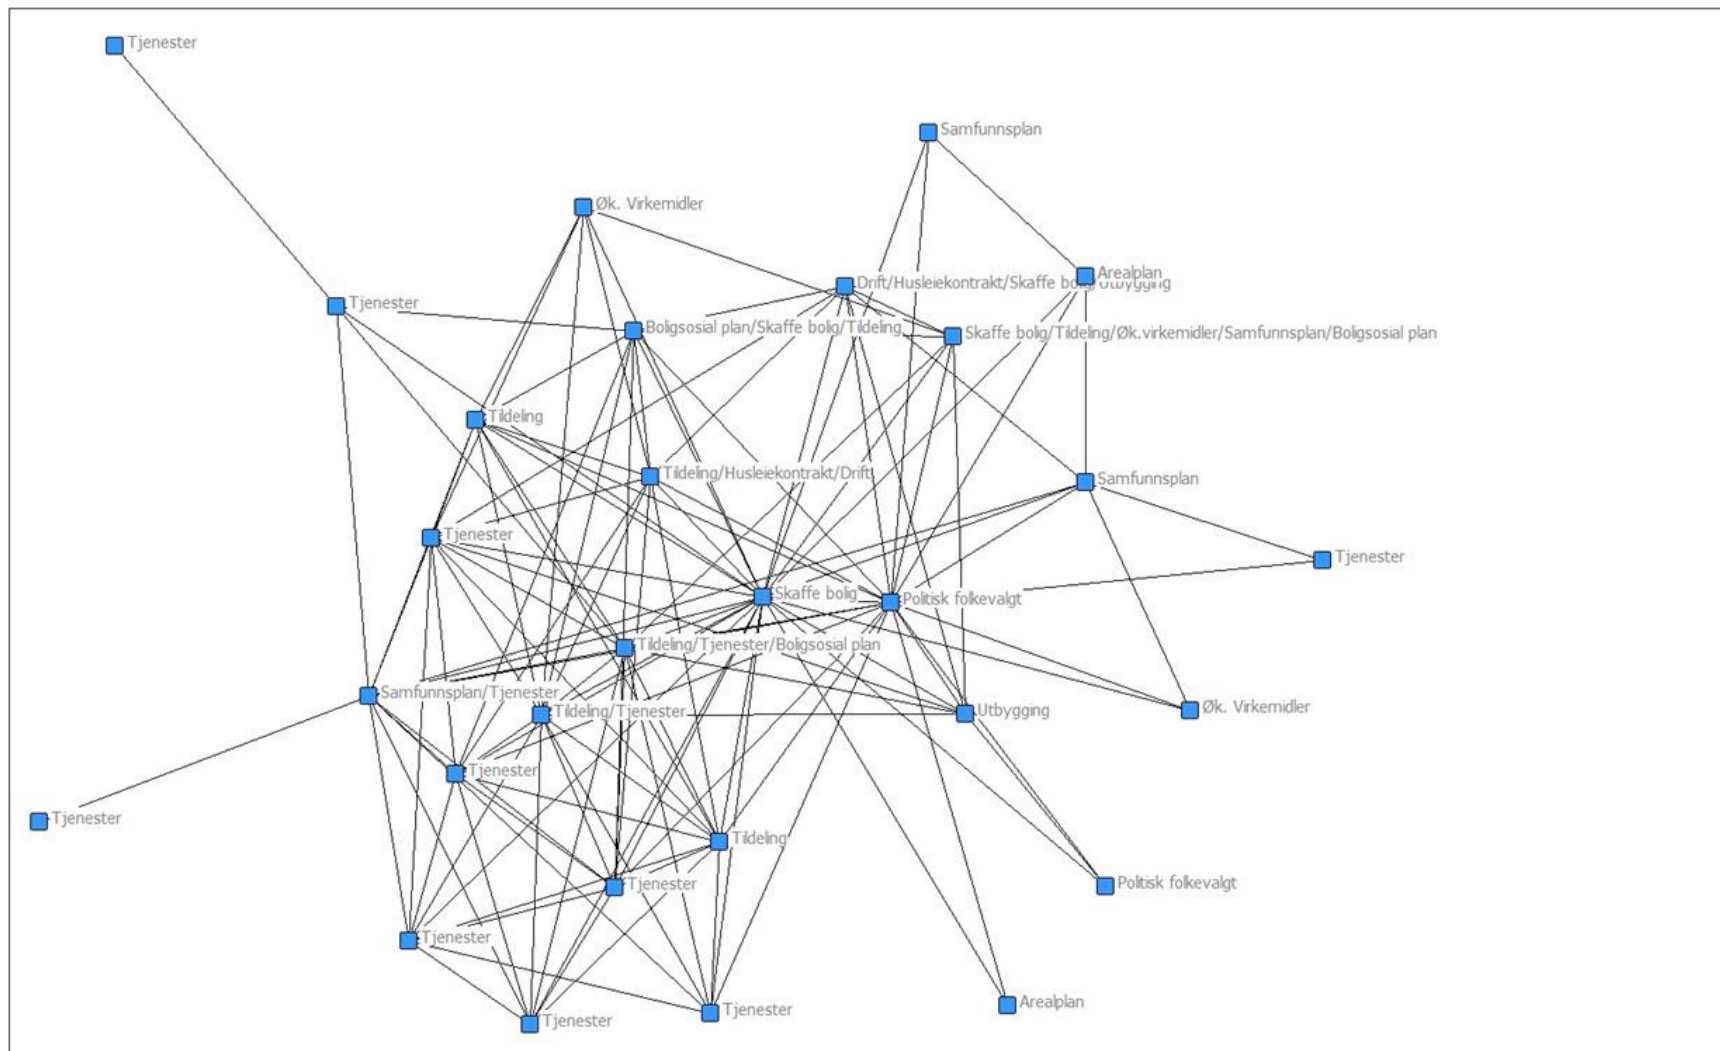 Tjenester
Samfunnsplan
Øk. Virkemidler
Arealplan
Drift/Husleiekontrakt/Skaffe bolig/Utbygging
Tjenester
Boligsosial plan/Skaffe bolig/Tildeling
Skaffe bolig/Tildeling/Øk.virkemidler/Samfunnsplan/Boligsosial plan
Tildeling
Tildeling/Husleiekontrakt/Drift
Samfunnsplan
Tjenester
Tjenester
Skaffe bolig
Politisk folkevalgt
Tildeling/Tjenester/Boligsosial plan
Samfunnsplan/Tjenester
Tildeling/Tjenester
Utbygging
Øk. Virkemidler
Tjenester
Tjenester
Tildeling
Tjenester
Politisk folkevalgt
Tjenester
Arealplan
Tjenester
Tjenester